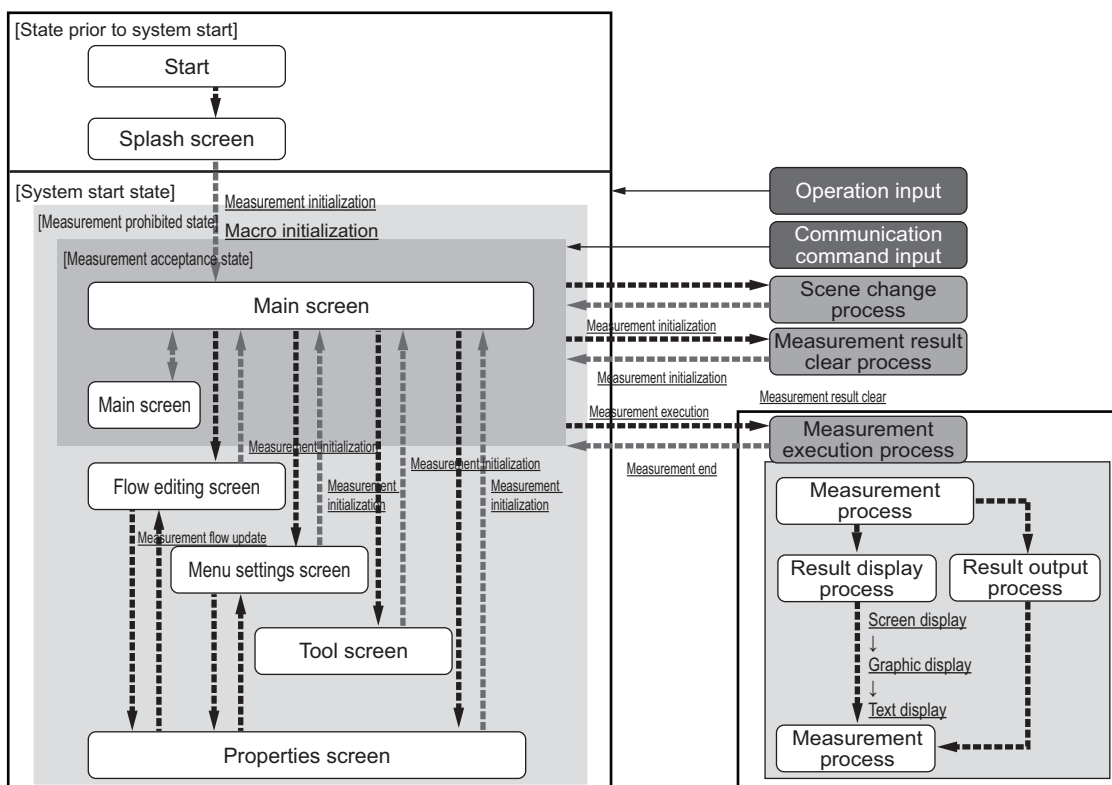 [State prior to system start]
Start
Splash screen
[System start state]
Measurement initialization
[Measurement prohibited state]
Macro initialization
[Measurement acceptance state]
Main screen
Main screen
Measurement initialization
Flow editing screen
Measurement initialization
Measurement
initialization
Measurement
initialization
Measurement flow update
Menu settings screen
Tool screen
Properties screen
Operation input
Communication
command input
Scene change
process
Measurement initialization
Measurement result
clear process
Measurement initialization
Measurement result clear
Measurement execution
Measurement
execution process
Measurement end
Measurement
process
Result display
process
Result output
process
Screen display
↓
Graphic display
↓
Text display
Measurement
process